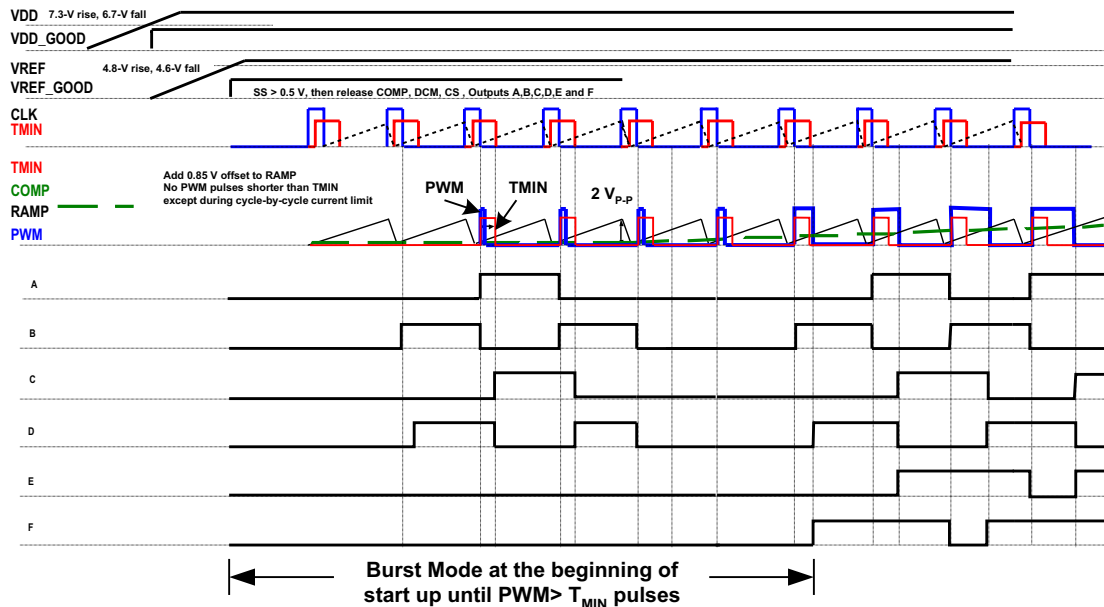 VDD 7.3-V rise, 6.7-V fall
VDD_GOOD
VREF 4.8-V rise, 4.6-V fall
VREF_GOOD SS > 0.5 V, then release COMP, DCM, CS , Outputs A,B,C,D,E and F
CLK
TMIN
TMIN
COMP
RAMP
PWM
Add 0.85 V offset to RAMP
No PWM pulses shorter than TMIN
except during cycle-by-cycle current limit
PWM TMIN 2 VP-P
A
B
C
D
E
F
Burst Mode at the beginning of
start up until PWM> TMIN pulses